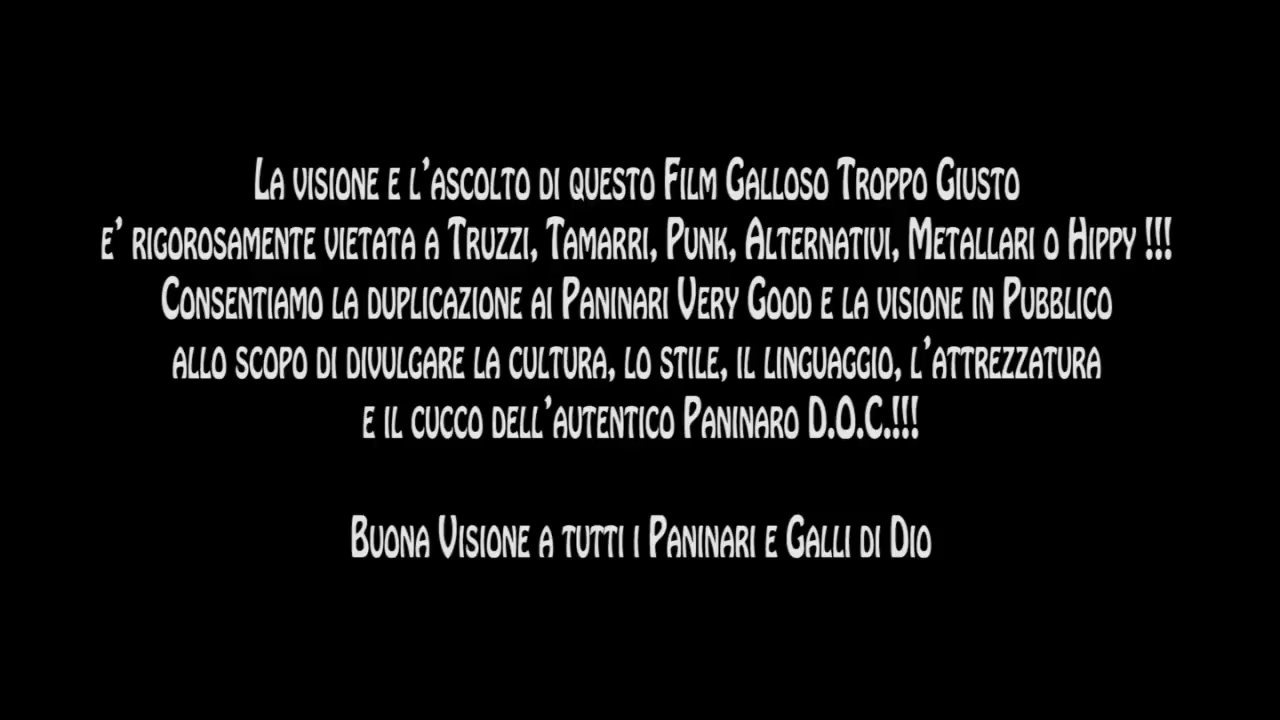 La visione e l'ascolto di questo Film Galloso Troppo Giusto
e' rigorosamente vietata a Truzzi, Tamarri, Punk, Alternativi, Metallari o Hippy !!!
Consentiamo la duplicazione ai Paninari Very Good e la visione in Pubblico
allo scopo di divulgare la cultura, lo stile, il linguaggio, l'attrezzatura
e il cucco dell'autentico Paninaro D.O.C.!!!
Buona Visione a tutti i Paninari e Galli di Dio